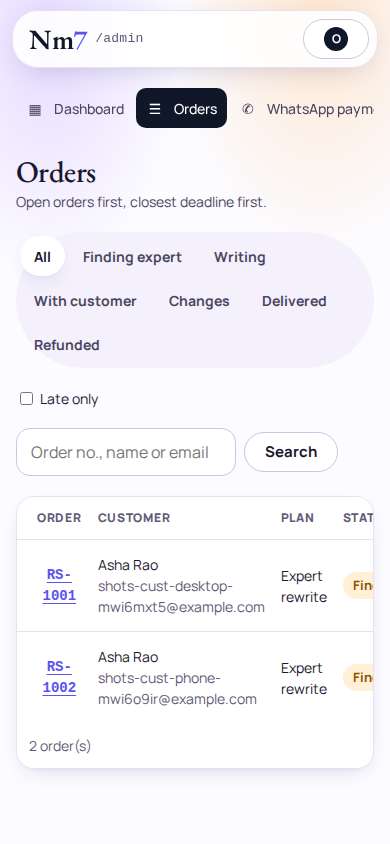 Nm7 /admin O
Dashboard Orders WhatsApp paym
Orders
Open orders first, closest deadline first.
All Finding expert Writing
With customer Changes Delivered
Refunded
Late only
Order no., name or email Search
ORDER CUSTOMER PLAN STAT
RS-1001 Asha Rao
shots-cust-desktop-
mwi6mxt5@example.com
Expert
rewrite
Fin
RS-1002 Asha Rao
shots-cust-phone-
mwi6o9ir@example.com
Expert
rewrite
Fin
2 order(s)